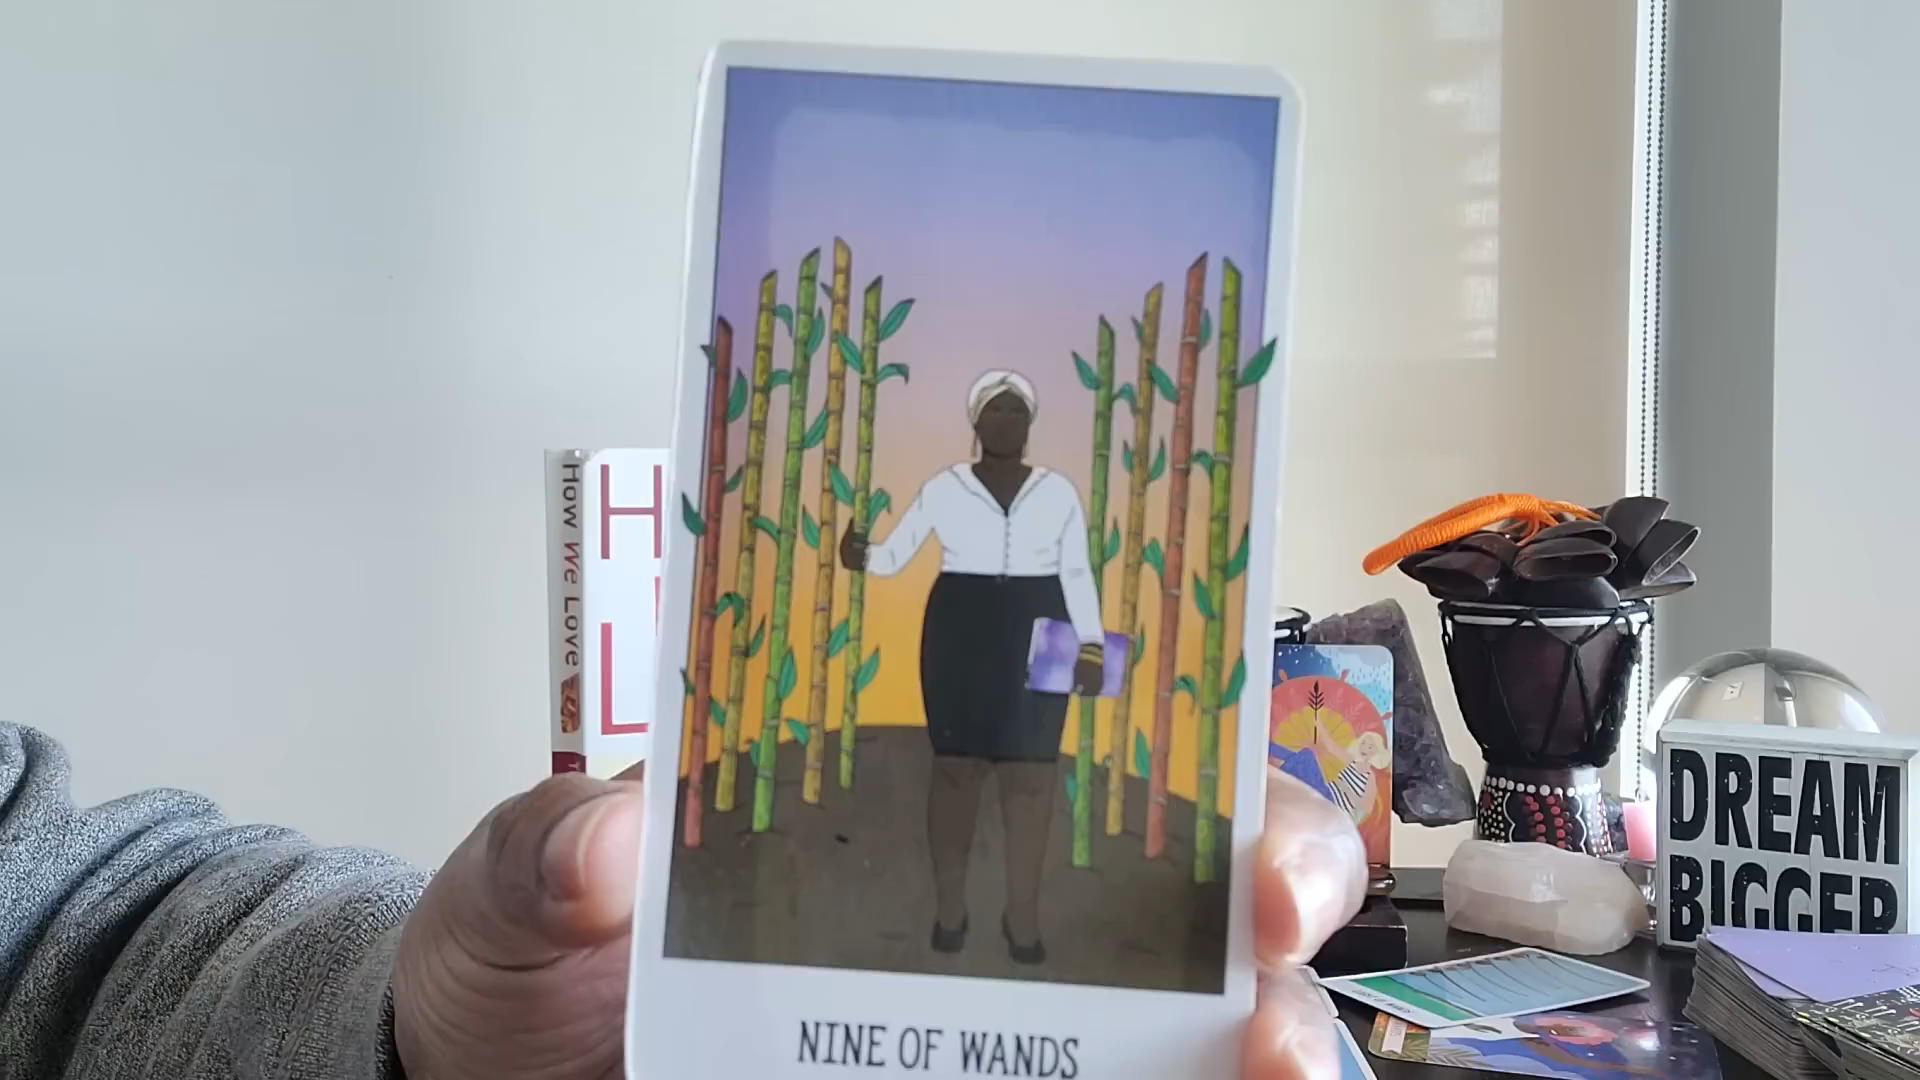 How We Love
H
L
NINE OF WANDS
DREAM
BIGGER